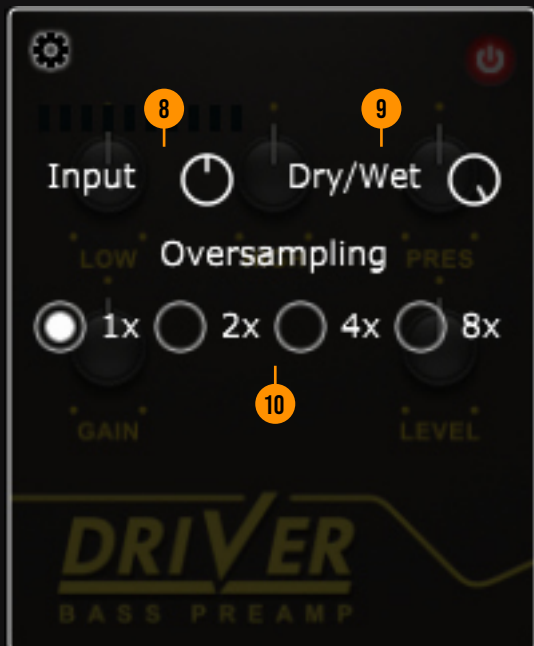 8 9
Input Dry/Wet
Oversampling
LOW PRES
1x 2x 4x 8x
10
GAIN LEVEL
DRIVER
BASS PREAMP